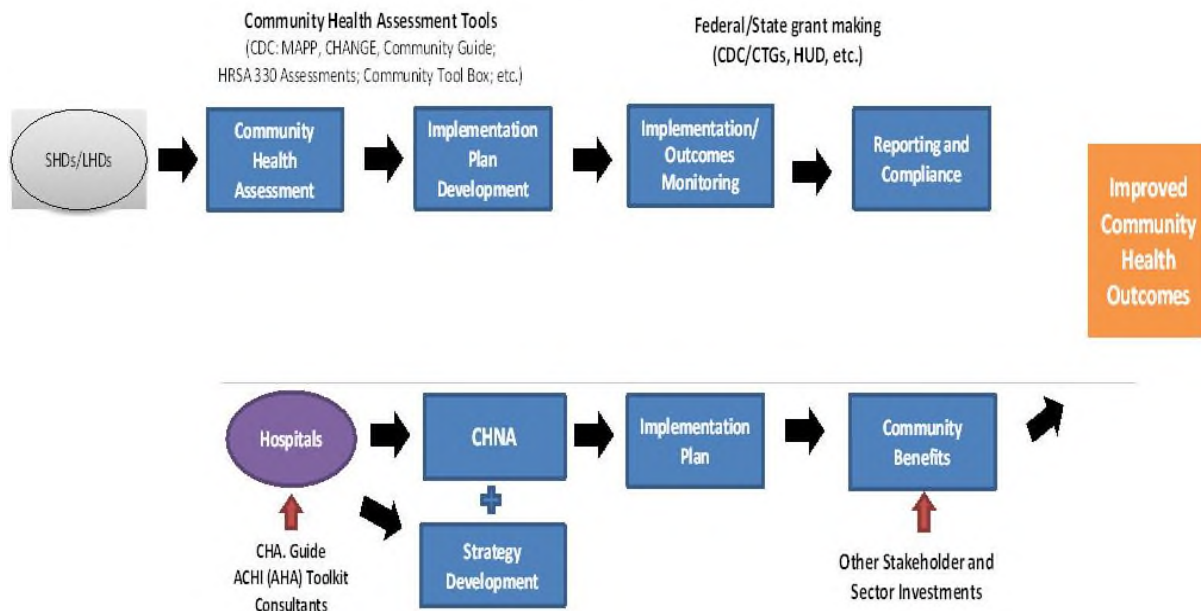 Community Health Assessment Tools
(CDC: MAPP, CHANGE, Community Guide;
HRSA 330 Assessments; Community Tool Box; etc.)
Federal/State grant making
(CDC/CTGs, HUD, etc.)
SHDs/LHDs
Community
Health
Assessment
Implementation
Plan
Development
Implementation/
Outcomes
Monitoring
Reporting and
Compliance
Improved
Community
Health
Outcomes
Hospitals
CHNA
Implementation
Plan
Community
Benefits
Strategy
Development
CHA. Guide
ACHI (AHA) Toolkit
Consultants
Other Stakeholder and
Sector Investments